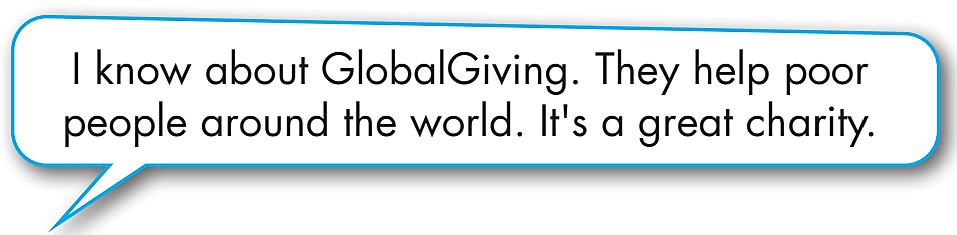 I know about GlobalGiving. They help poor
people around the world. It's a great charity.